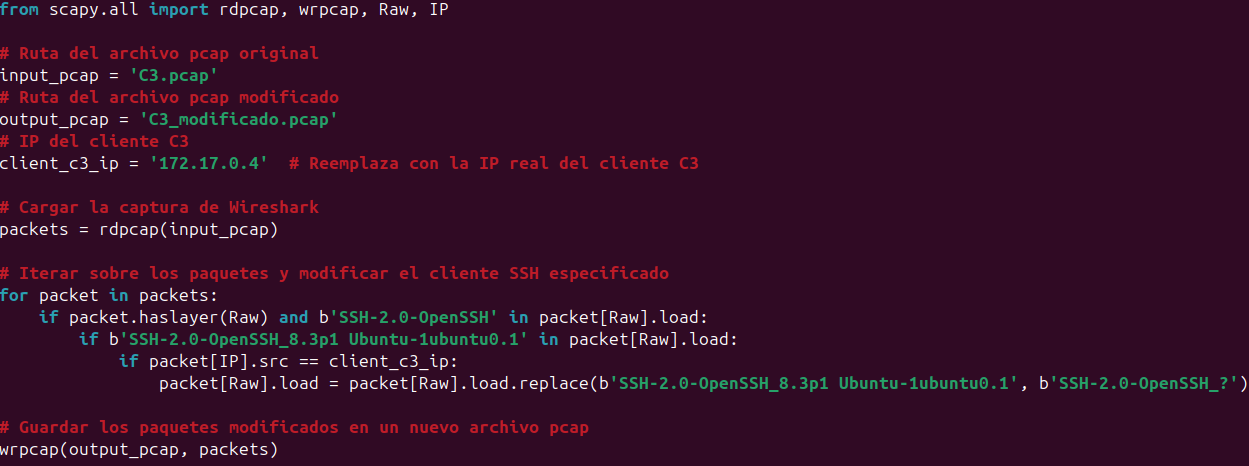 from scapy.all import rdpcap, wrpcap, Raw, IP

# Ruta del archivo pcap original
input_pcap = 'C3.pcap'
# Ruta del archivo pcap modificado
output_pcap = 'C3_modificado.pcap'
# IP del cliente C3
client_c3_ip = '172.17.0.4'  # Reemplaza con la IP real del cliente C3

# Cargar la captura de Wireshark
packets = rdpcap(input_pcap)

# Iterar sobre los paquetes y modificar el cliente SSH especificado
for packet in packets:
    if packet.haslayer(Raw) and b'SSH-2.0-OpenSSH' in packet[Raw].load:
        if b'SSH-2.0-OpenSSH_8.3p1 Ubuntu-1ubuntu0.1' in packet[Raw].load:
            if packet[IP].src == client_c3_ip:
                packet[Raw].load = packet[Raw].load.replace(b'SSH-2.0-OpenSSH_8.3p1 Ubuntu-1ubuntu0.1', b'SSH-2.0-OpenSSH_?')

# Guardar los paquetes modificados en un nuevo archivo pcap
wrpcap(output_pcap, packets)